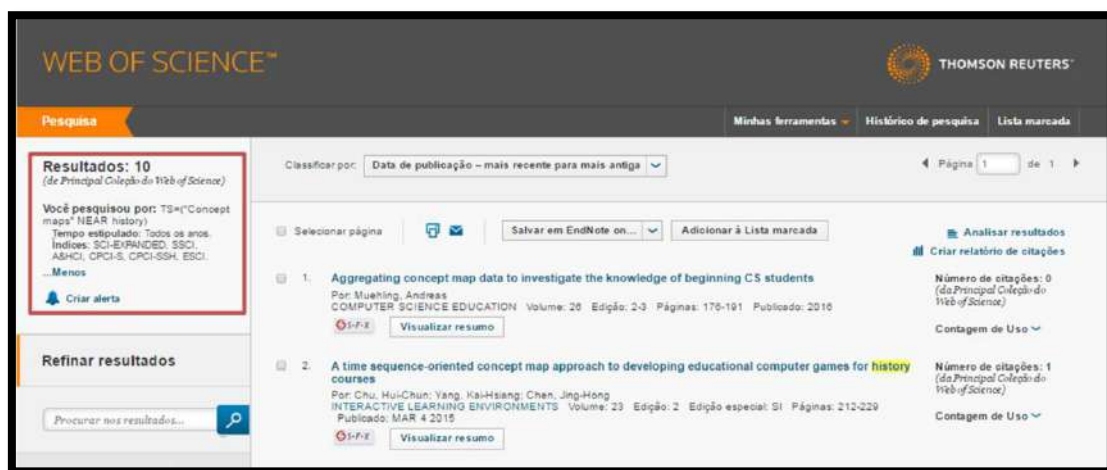 WEB OF SCIENCE™
THOMSON REUTERS™
Pesquisa
Minhas ferramentas
Histórico de pesquisa
Lista marcada
Resultados: 10
(de Principal Coleção do Web of Science)
Você pesquisou por: TS=("Concept
maps" NEAR history)
Tempo estipulado: Todos os anos.
Índices: SCI-EXPANDED, SSCI,
A&HCI, CPCI-S, CPCI-SSH, ESCI.
...Menos
Criar alerta
Refinar resultados
Procurar nos resultados...
Classificar por: Data de publicação – mais recente para mais antiga
Página 1 de 1
Selecionar página
Salvar em EndNote on...
Adicionar à Lista marcada
Analisar resultados
Criar relatório de citações
1. Aggregating concept map data to investigate the knowledge of beginning CS students
Por: Muehling, Andreas
COMPUTER SCIENCE EDUCATION Volume: 26 Edição: 2-3 Páginas: 176-191 Publicado: 2016
S-F-X Visualizar resumo
Número de citações: 0
(da Principal Coleção do
Web of Science)
Contagem de Uso
2. A time sequence-oriented concept map approach to developing educational computer games for history
courses
Por: Chu, Hui-Chun; Yang, Kai-Hsiang; Chen, Jing-Hong
INTERACTIVE LEARNING ENVIRONMENTS Volume: 23 Edição: 2 Edição especial: SI Páginas: 212-229
Publicado: MAR 4 2015
S-F-X Visualizar resumo
Número de citações: 1
(da Principal Coleção do
Web of Science)
Contagem de Uso